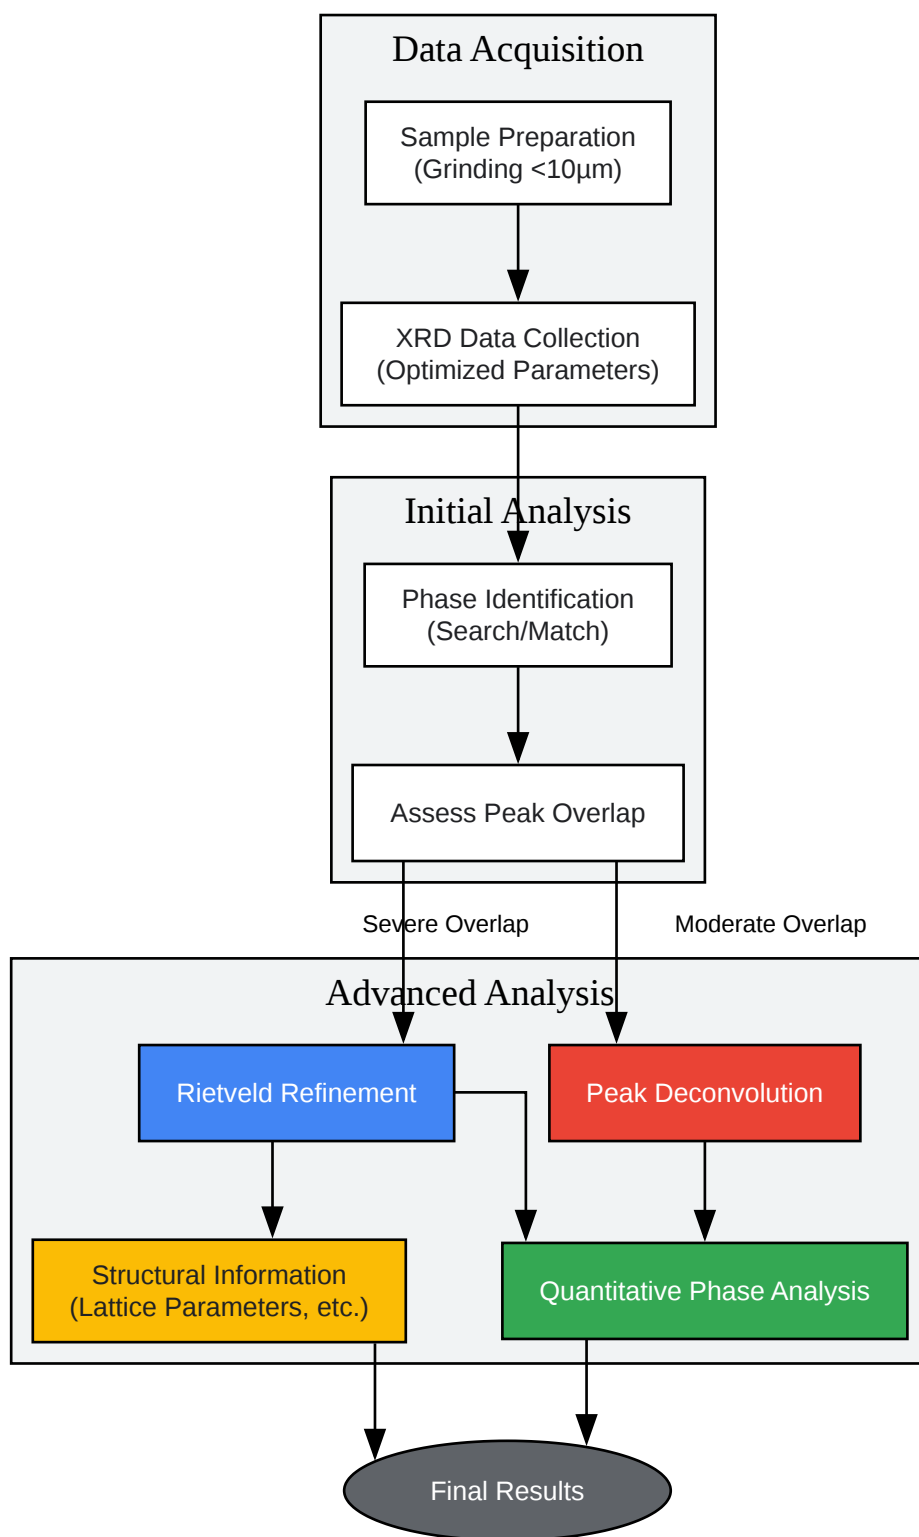 Data Acquisition
Sample Preparation
(Grinding <10µm)
XRD Data Collection
(Optimized Parameters)
Initial Analysis
Phase Identification
(Search/Match)
Assess Peak Overlap
Severe Overlap
Moderate Overlap
Advanced Analysis
Rietveld Refinement
Peak Deconvolution
Structural Information
(Lattice Parameters, etc.)
Quantitative Phase Analysis
Final Results